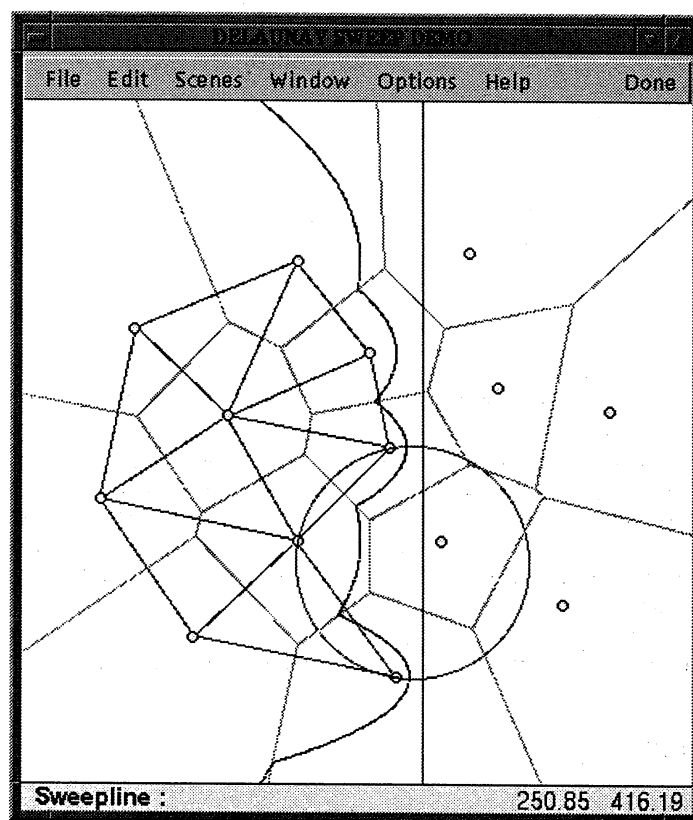 DELAUNAY SWEEP DEMO
File Edit Scenes Window Options Help Done
Sweepline : 250.85 416.19